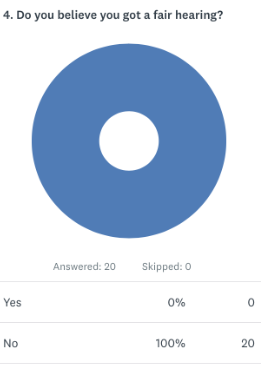 4. Do you believe you got a fair hearing?
Answered: 20 Skipped: 0
Yes 0% 0
No 100% 20